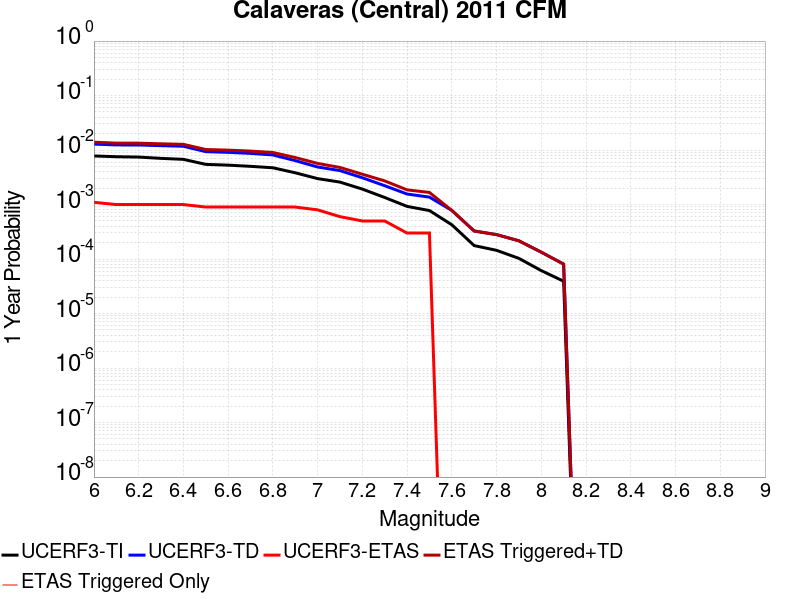 Calaveras (Central) 2011 CFM
10^0
10^-1
10^-2
10^-3
10^-4
10^-5
10^-6
10^-7
10^-8
1 Year Probability
6 6.2 6.4 6.6 6.8 7 7.2 7.4 7.6 7.8 8 8.2 8.4 8.6 8.8 9
Magnitude
UCERF3-TI UCERF3-TD UCERF3-ETAS ETAS Triggered+TD
ETAS Triggered Only